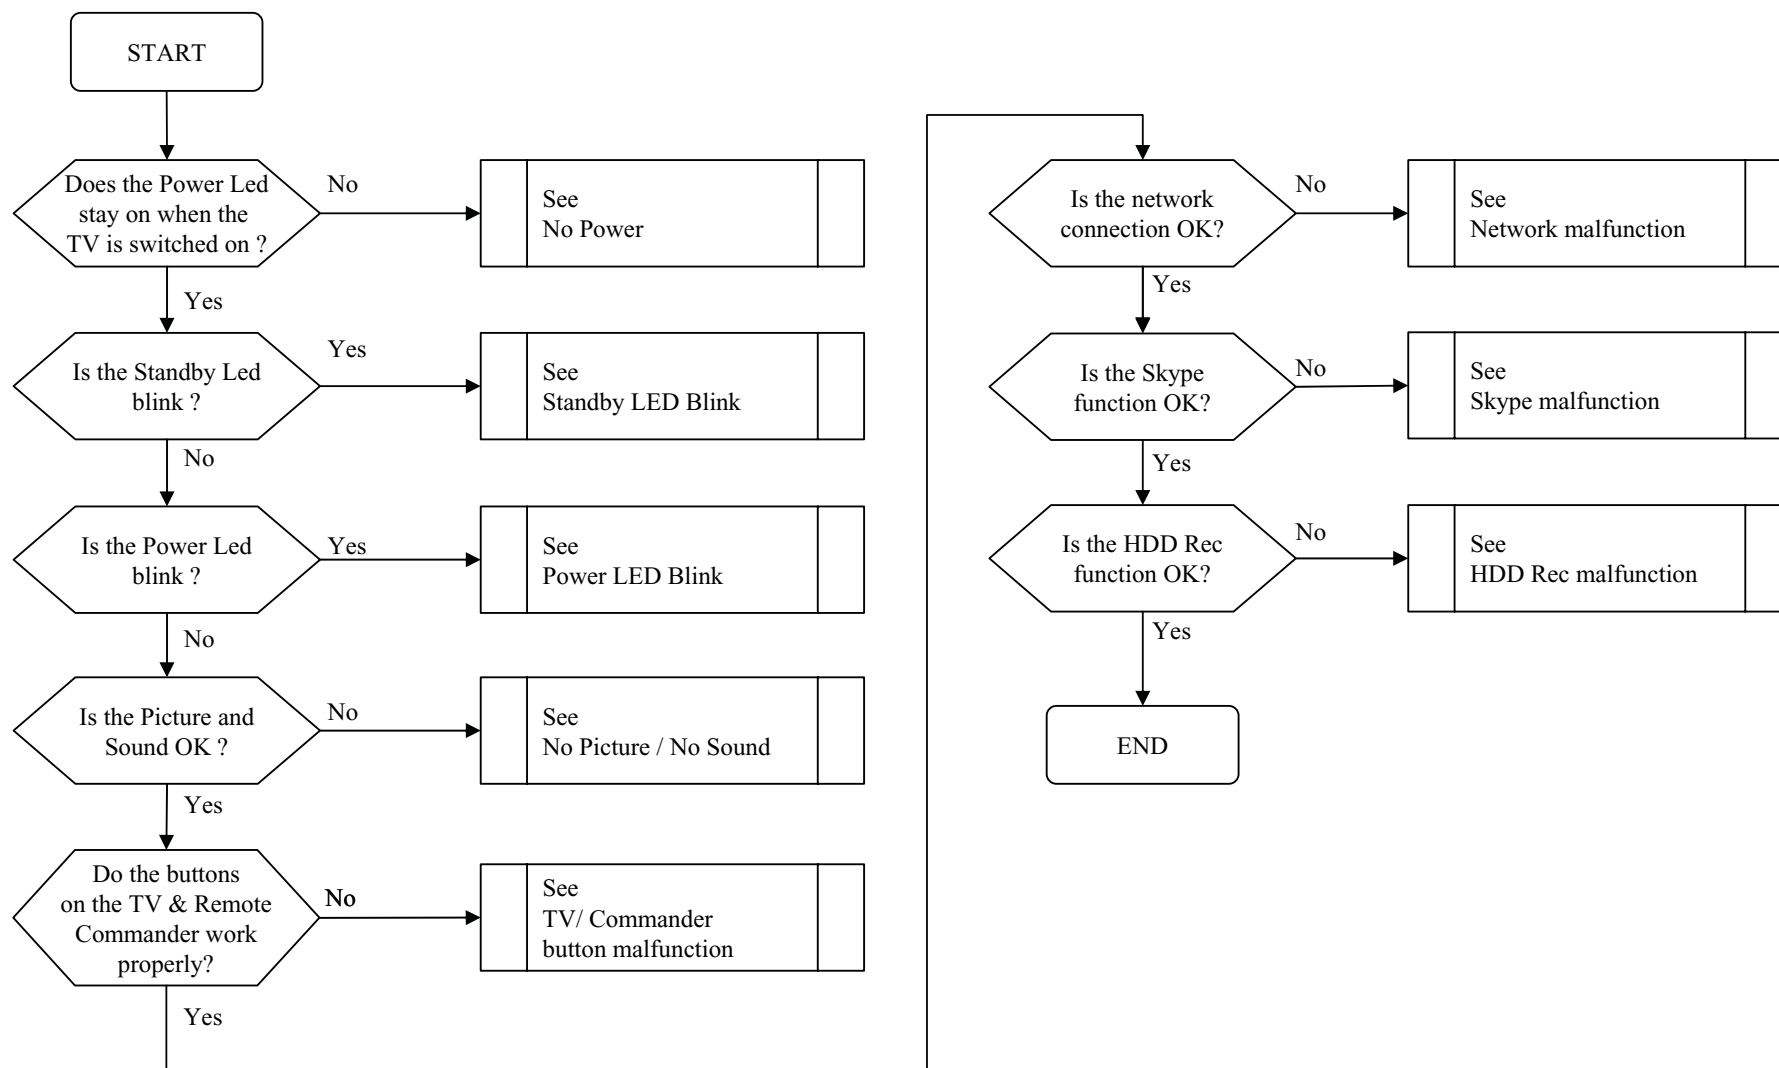 START
Does the Power Led
stay on when the
TV is switched on ?
No
See
No Power
Yes
Is the Standby Led
blink ?
Yes
See
Standby LED Blink
No
Is the Power Led
blink ?
Yes
See
Power LED Blink
No
Is the Picture and
Sound OK ?
No
See
No Picture / No Sound
Yes
Do the buttons
on the TV & Remote
Commander work
properly?
No
See
TV/ Commander
button malfunction
Yes
Is the network
connection OK?
No
See
Network malfunction
Yes
Is the Skype
function OK?
No
See
Skype malfunction
Yes
Is the HDD Rec
function OK?
No
See
HDD Rec malfunction
Yes
END